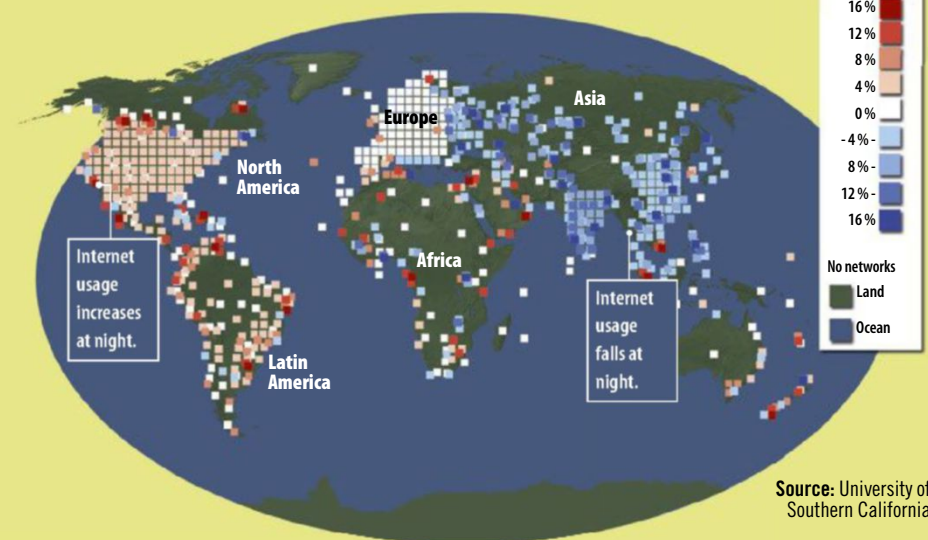 16%
12%
8%
4%
0%
-4%-
8%-
12%-
16%
No networks
Land
Ocean
Asia
Europe
North
America
Africa
Latin
America
Internet
usage
increases
at night.
Internet
usage
falls at
night.
Source: University of
Southern California